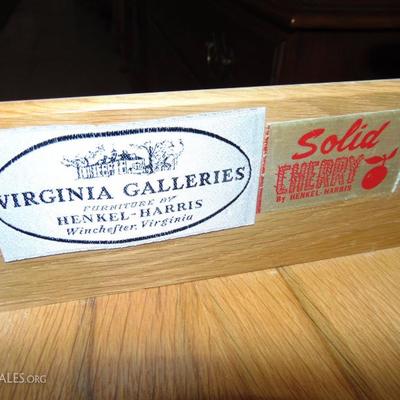 VIRGINIA GALLERIES
FURNITURE BY
HENKEL-HARRIS
Winchester, Virginia
Solid
CHERRY
By HENKEL-HARRIS
ALES.ORG